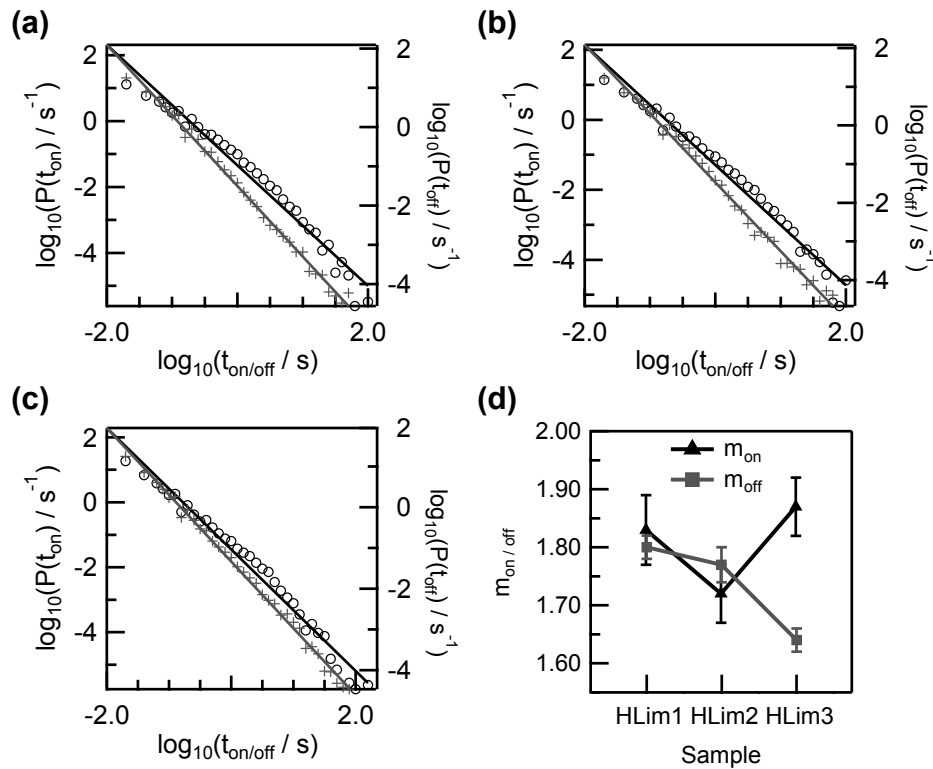 (a)
2
0
-2
-4
log10(P(ton) / s-1)
2
0
-2
-4
log10(P(toff) / s-1)
-2.0
2.0
log10(ton/off / s)
(b)
2
0
-2
-4
log10(P(ton) / s-1)
2
0
-2
-4
log10(P(toff) / s-1)
-2.0
2.0
log10(ton/off / s)
(c)
2
0
-2
-4
log10(P(ton) / s-1)
2
0
-2
-4
log10(P(toff) / s-1)
-2.0
2.0
log10(ton/off / s)
(d)
2.00
1.90
1.80
1.70
1.60
mon / off
mon
moff
HLim1 HLim2 HLim3
Sample